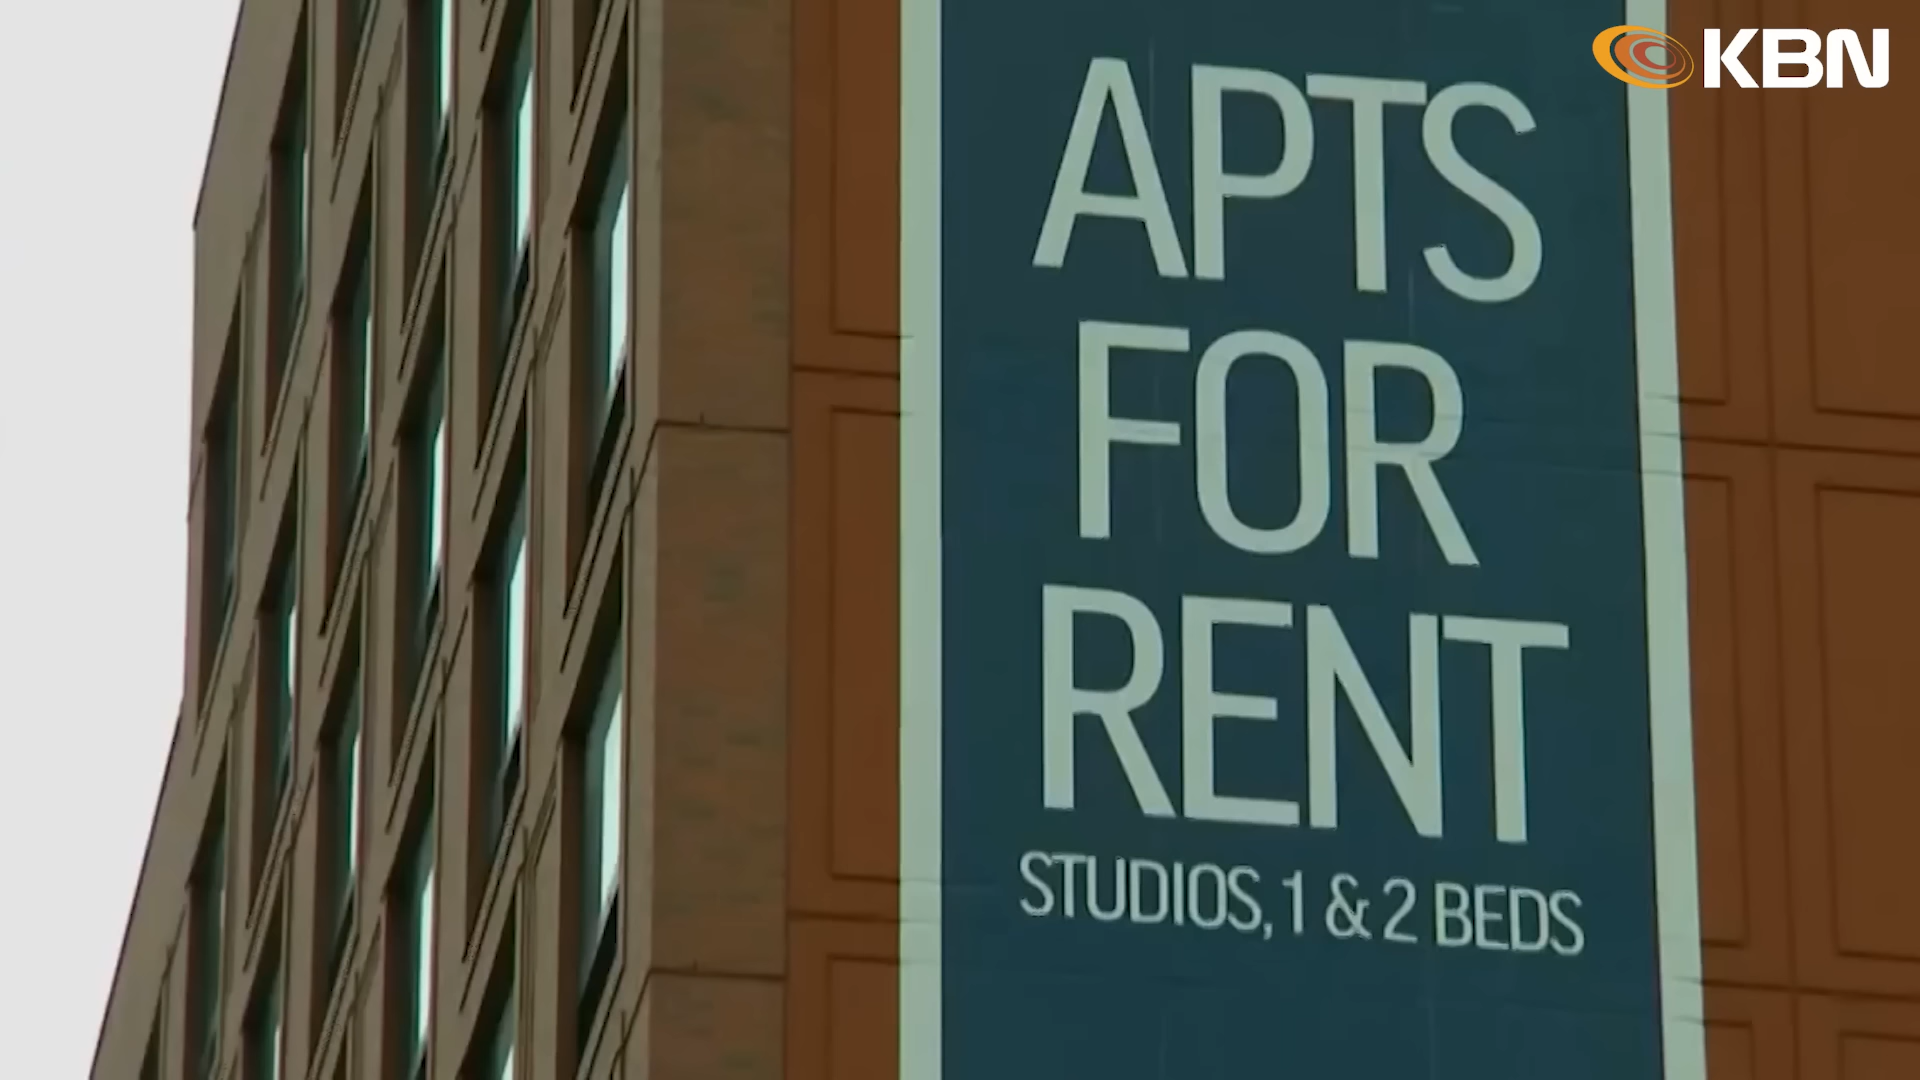 KBN
APTS
FOR
RENT
STUDIOS, 1 & 2 BEDS